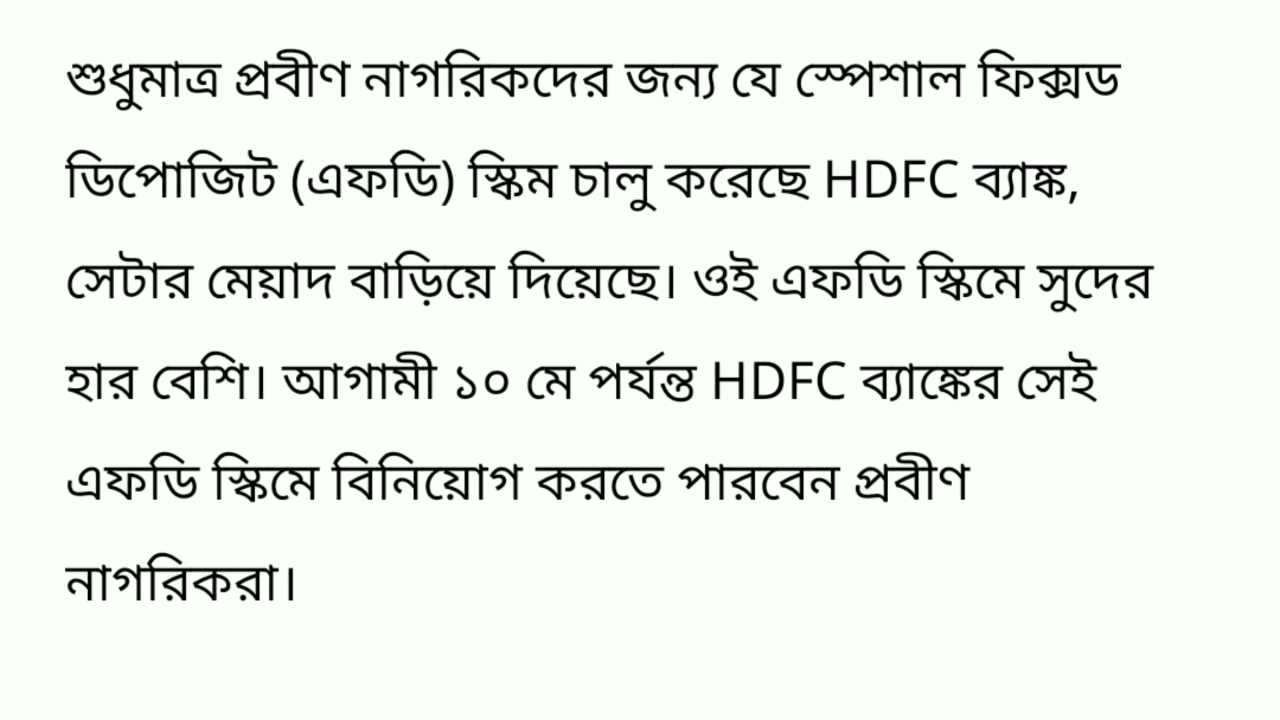 শুধুমাত্র প্রবীণ নাগরিকদের জন্য যে স্পেশাল ফিক্সড
ডিপোজিট (এফডি) স্কিম চালু করেছে HDFC ব্যাঙ্ক,
সেটার মেয়াদ বাড়িয়ে দিয়েছে। ওই এফডি স্কিমে সুদের
হার বেশি। আগামী ১০ মে পর্যন্ত HDFC ব্যাঙ্কের সেই
এফডি স্কিমে বিনিয়োগ করতে পারবেন প্রবীণ
নাগরিকরা।